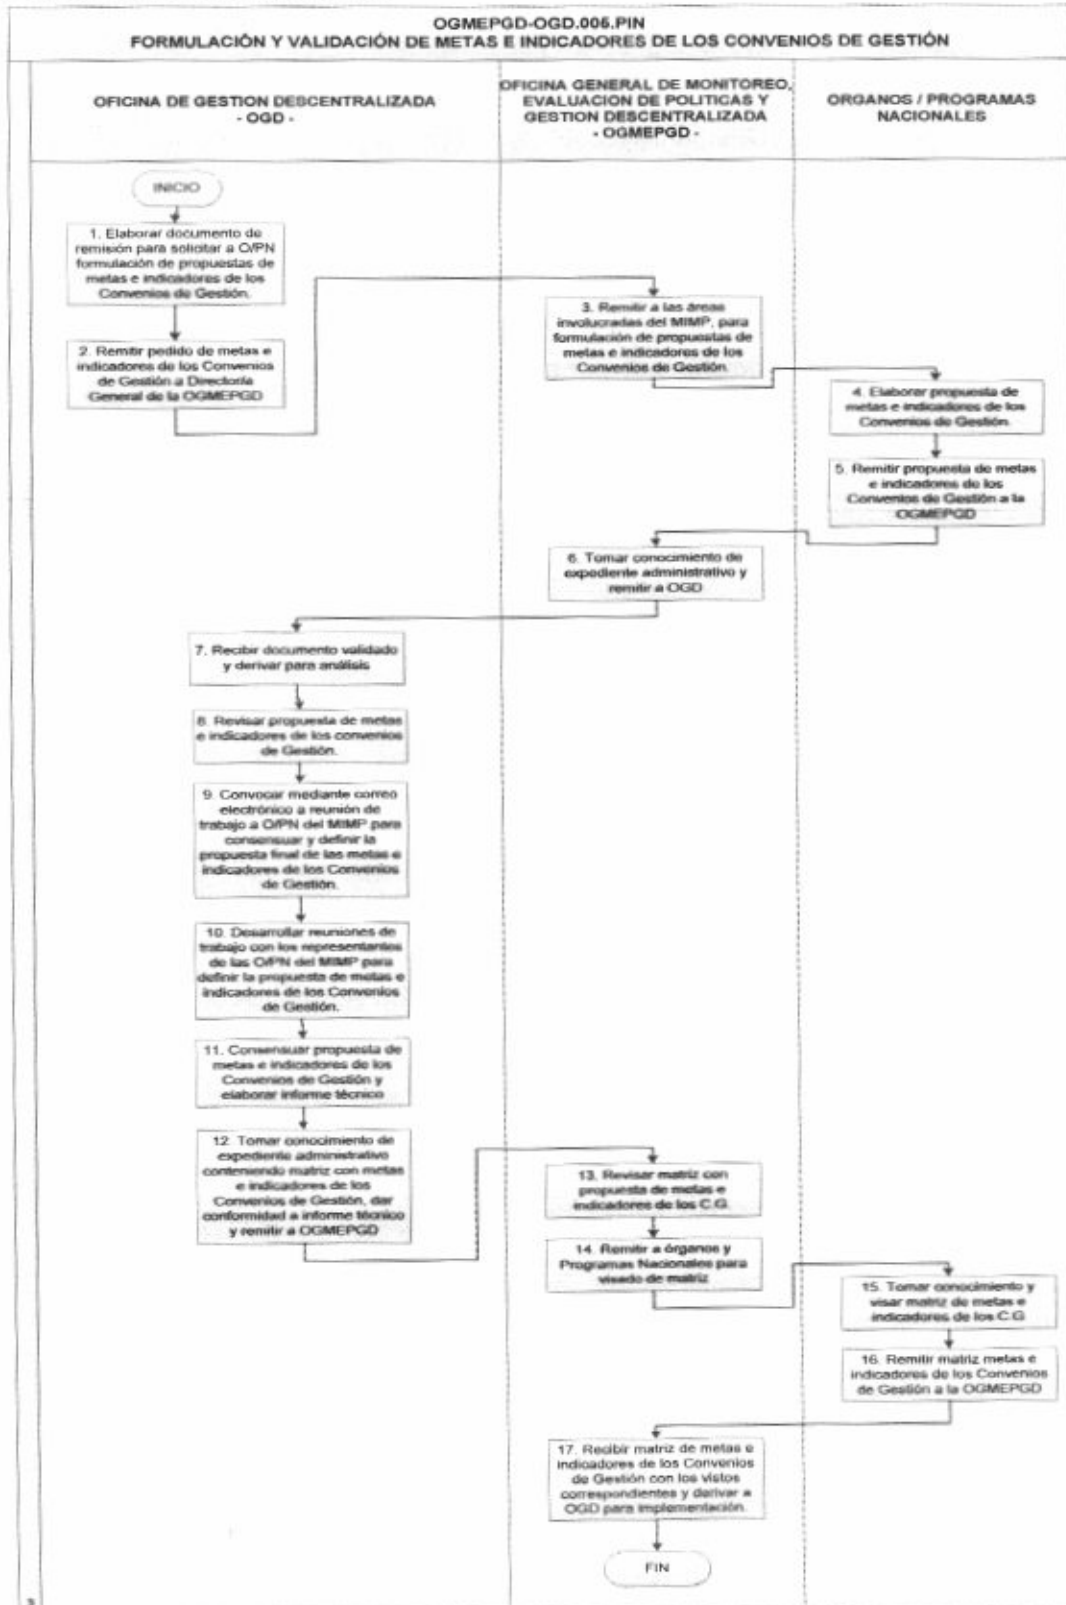 OGMEPGD-OGD.005.PIN
FORMULACIÓN Y VALIDACIÓN DE METAS E INDICADORES DE LOS CONVENIOS DE GESTIÓN
OFICINA DE GESTION DESCENTRALIZADA
- OGD -
OFICINA GENERAL DE MONITOREO,
EVALUACION DE POLITICAS Y
GESTION DESCENTRALIZADA
- OGMEPGD -
ORGANOS / PROGRAMAS
NACIONALES
INICIO
1. Elaborar documento de
remisión para solicitar a O/PN
formulación de propuestas de
metas e indicadores de los
Convenios de Gestión.
2. Remitir pedido de metas e
indicadores de los Convenios
de Gestión a Directoría
General de la OGMEPGD
3. Remitir a las áreas
involucradas del MIMP, para
formulación de propuestas de
metas e indicadores de los
Convenios de Gestión.
4. Elaborar propuesta de
metas e indicadores de los
Convenios de Gestión.
5. Remitir propuesta de metas
e indicadores de los
Convenios de Gestión a la
OGMEPGD
6. Tomar conocimiento de
expediente administrativo y
remitir a OGD
7. Recibir documento validado
y derivar para análisis
8. Revisar propuesta de metas
e indicadores de los convenios
de Gestión.
9. Convocar mediante correo
electrónico a reunión de
trabajo a O/PN del MIMP para
consensuar y definir la
propuesta final de las metas e
indicadores de los Convenios
de Gestión.
10. Desarrollar reuniones de
trabajo con los representantes
de las O/PN del MIMP para
definir la propuesta de metas e
indicadores de los Convenios
de Gestión.
11. Consensuar propuesta de
metas e indicadores de los
Convenios de Gestión y
elaborar informe técnico
12. Tomar conocimiento de
expediente administrativo
conteniendo matriz con metas
e indicadores de los
Convenios de Gestión, dar
conformidad a informe técnico
y remitir a OGMEPGD
13. Revisar matriz con
propuesta de metas e
indicadores de los C.G.
14. Remitir a órganos y
Programas Nacionales para
visado de matriz
15. Tomar conocimiento y
visar matriz de metas e
indicadores de los C.G
16. Remitir matriz metas e
indicadores de los Convenios
de Gestión a la OGMEPGD
17. Recibir matriz de metas e
indicadores de los Convenios
de Gestión con los vistos
correspondientes y derivar a
OGD para implementación.
FIN